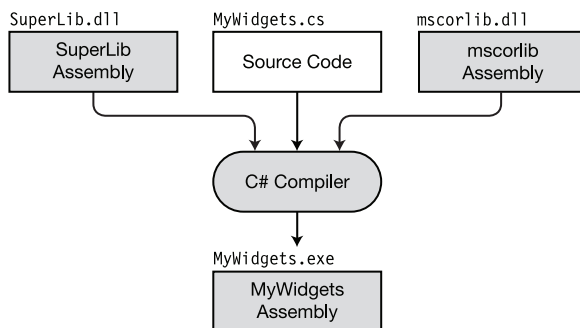 SuperLib.dll
SuperLib
Assembly
MyWidgets.cs
Source Code
mscorlib.dll
mscorlib
Assembly
C# Compiler
MyWidgets.exe
MyWidgets
Assembly